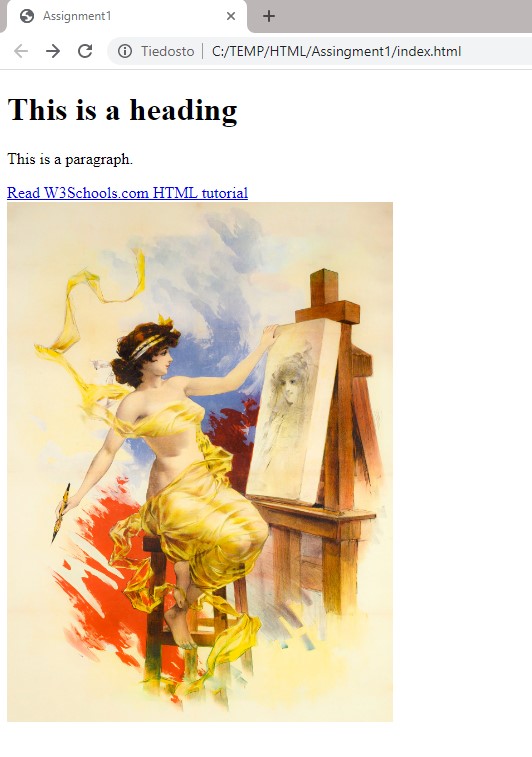 Assignment1
Tiedosto | C:/TEMP/HTML/Assingment1/index.html
This is a heading
This is a paragraph.
Read W3Schools.com HTML tutorial